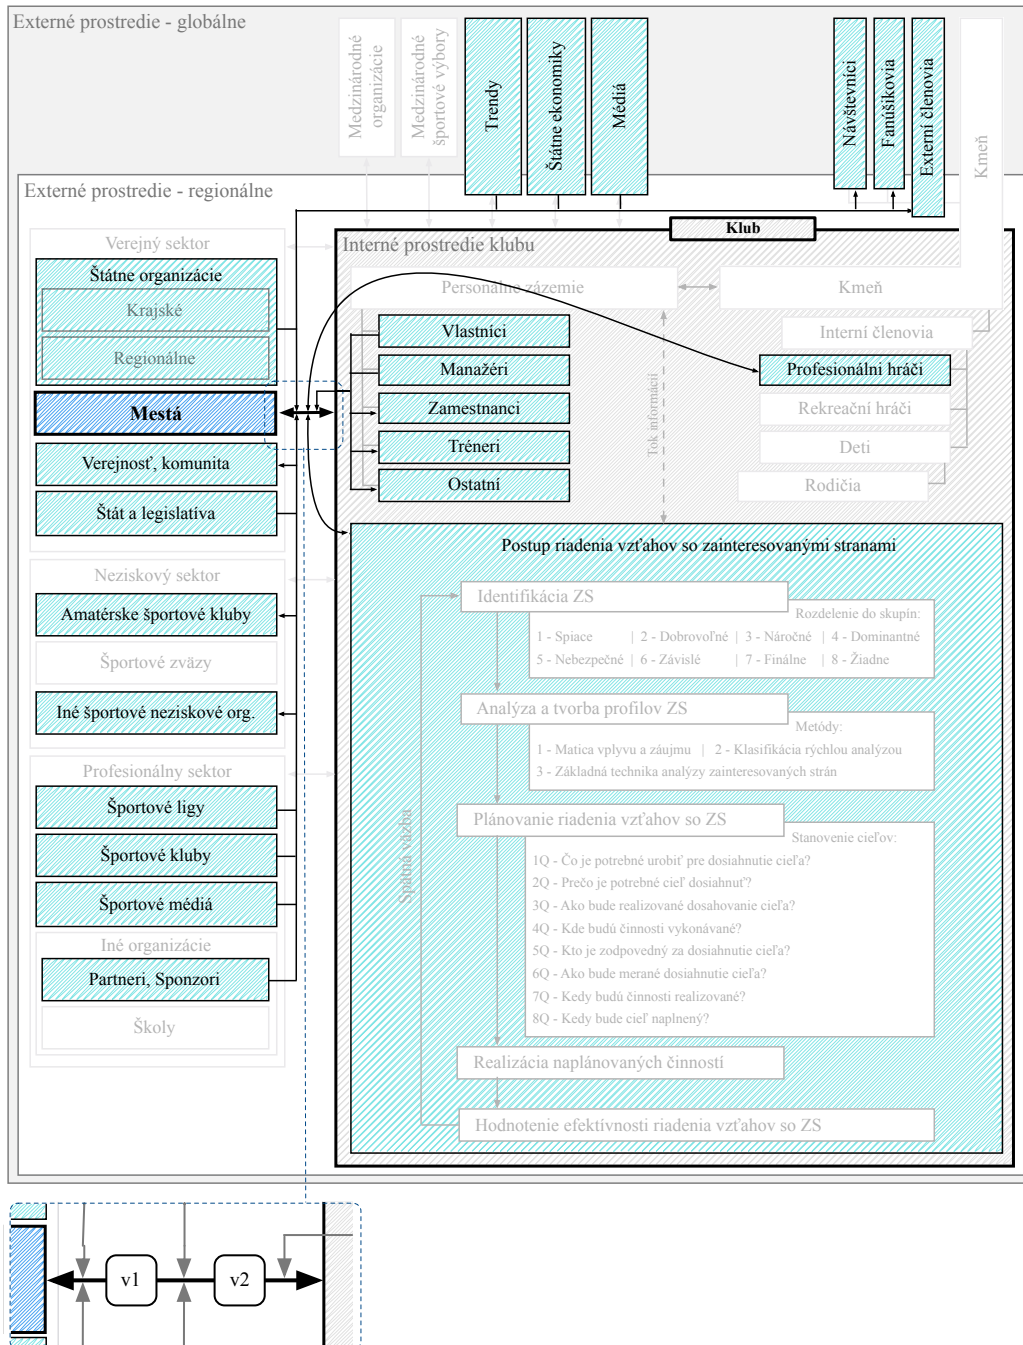 Externé prostredie - globálne
Medzinárodné
organizácie
Medzinárodné
športové výbory
Trendy
Štátne ekonomiky
Médiá
Návštevníci
Fanúšikovia
Externí členovia
Kmeň
Externé prostredie - regionálne
Klub
Verejný sektor
Štátne organizácie
Krajské
Regionálne
Mestá
Verejnosť, komunita
Štát a legislatíva
Neziskový sektor
Amatérske športové kluby
Športové zväzy
Iné športové neziskové org.
Profesionálny sektor
Športové ligy
Športové kluby
Športové médiá
Iné organizácie
Partneri, Sponzori
Školy
Interné prostredie klubu
Personálne zázemie
Vlastníci
Manažéri
Zamestnanci
Tréneri
Ostatní
Tok informácií
Kmeň
Interní členovia
Profesionálni hráči
Rekreační hráči
Deti
Rodičia
Postup riadenia vzťahov so zainteresovanými stranami
Identifikácia ZS
Rozdelenie do skupín:
1 - Spiace | 2 - Dobrovoľné | 3 - Náročné | 4 - Dominantné
5 - Nebezpečné | 6 - Závislé | 7 - Finálne | 8 - Žiadne
Analýza a tvorba profilov ZS
Metódy:
1 - Matica vplyvu a záujmu | 2 - Klasifikácia rýchlou analýzou
3 - Základná technika analýzy zainteresovaných strán
Plánovanie riadenia vzťahov so ZS
Stanovenie cieľov:
1Q - Čo je potrebné urobiť pre dosiahnutie cieľa?
2Q - Prečo je potrebné cieľ dosiahnuť?
3Q - Ako bude realizované dosahovanie cieľa?
4Q - Kde budú činnosti vykonávané?
5Q - Kto je zodpovedný za dosiahnutie cieľa?
6Q - Ako bude merané dosiahnutie cieľa?
7Q - Kedy budú činnosti realizované?
8Q - Kedy bude cieľ naplnený?
Realizácia naplánovaných činností
Hodnotenie efektívnosti riadenia vzťahov so ZS
Spätná väzba
v1
v2